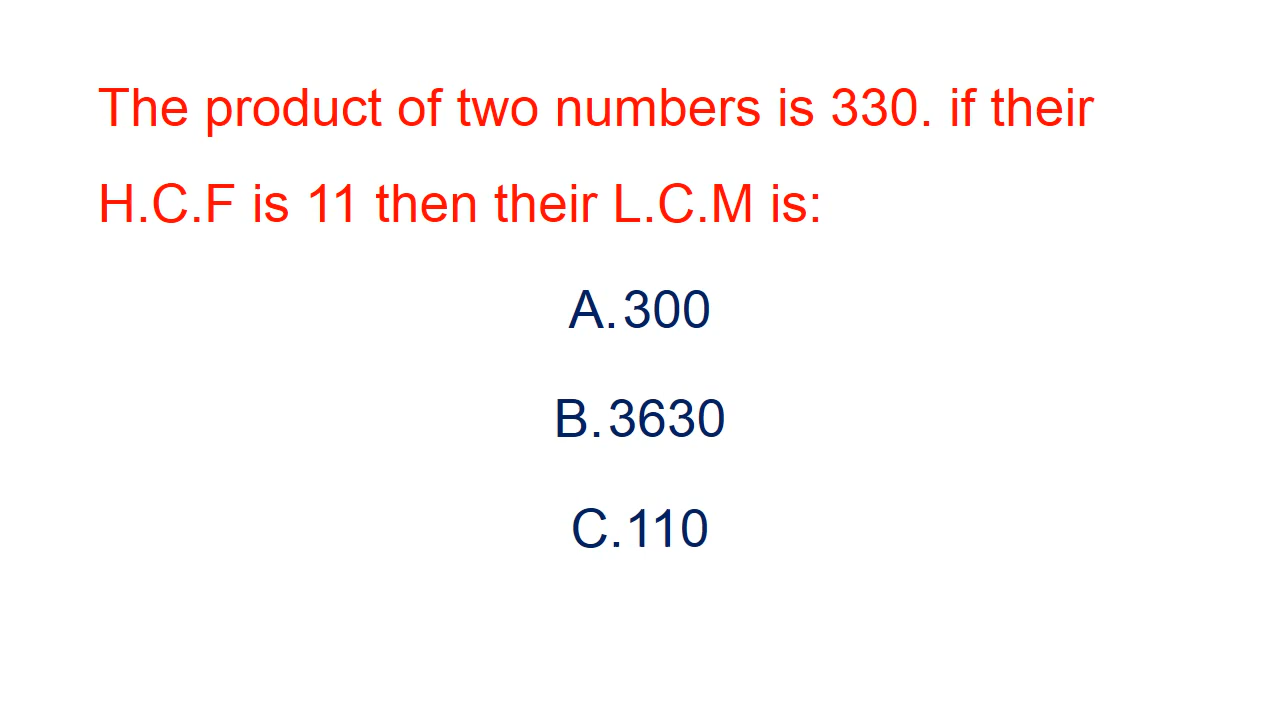 The product of two numbers is 330. if their
H.C.F is 11 then their L.C.M is:
A.300
B.3630
C.110